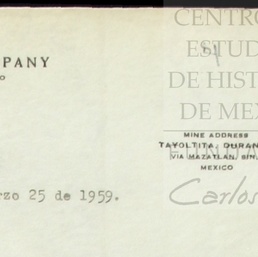 CENTRO
ESTUD
DE HIST
DE MEX
PANY
O
MINE ADDRESS
TAYOLTITA, DURAN
VIA MAZATLAN, SIN.
MEXICO
rzo 25 de 1959.
Carlos